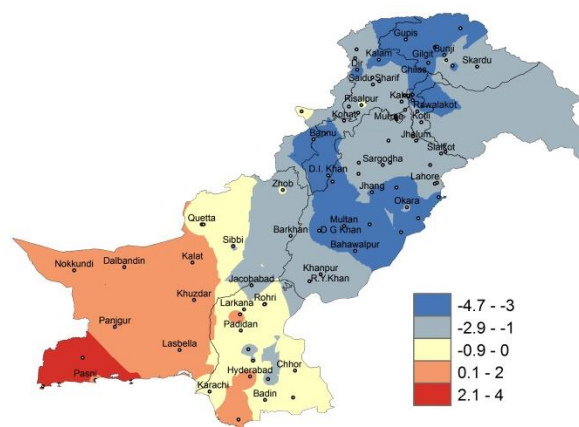 Gupis
Gilgit
Bunji
Kalam
Skardu
Dir
Chilas
Saidu Sharif
Kakul
Risalpur
Rawalakot
Kohat
Kotli
Murree
Bannu
Jhalum
Sialkot
Sargodha
D.I. Khan
Lahore
Jhang
Zhob
Okara
Quetta
Multan
D G Khan
Barkhan
Sibbi
Bahawalpur
Kalat
Nokkundi
Dalbandin
Khanpur
R.Y.Khan
Jacobabad
Khuzdar
Rohri
Larkana
Panjgur
Padidan
Lasbella
Hyderabad
Chhor
Pasni
Karachi
Badin
-4.7 - -3
-2.9 - -1
-0.9 - 0
0.1 - 2
2.1 - 4